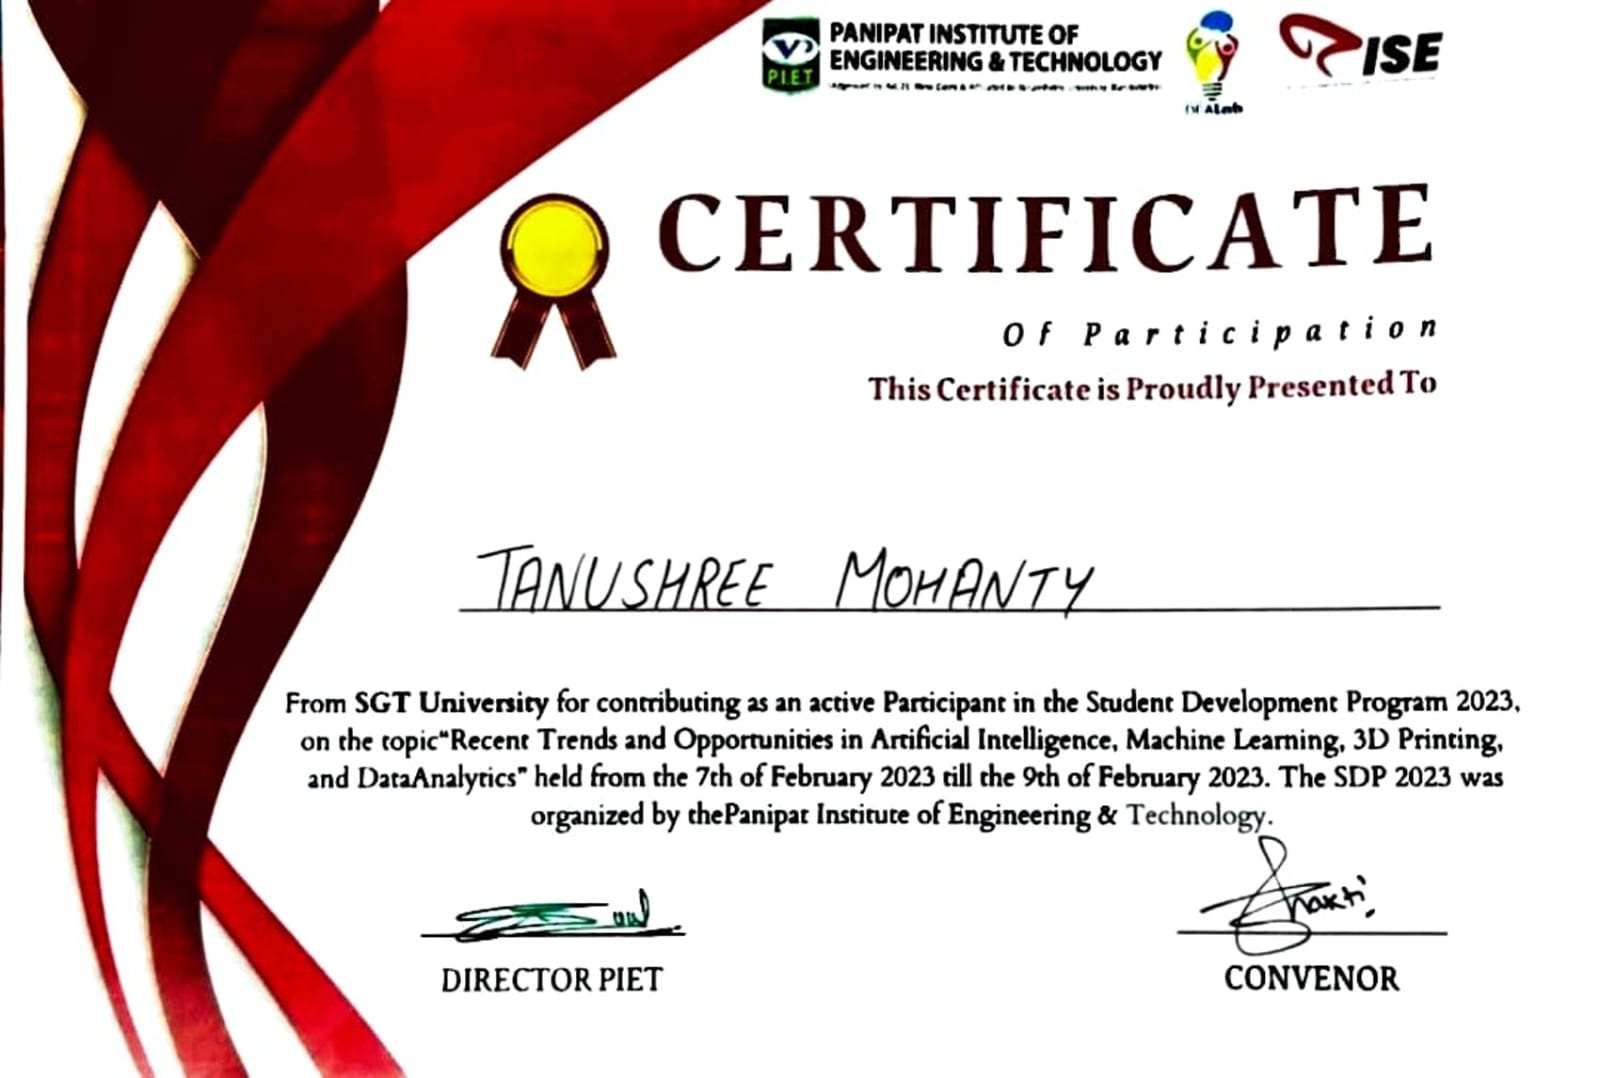 PANIPAT INSTITUTE OF
ENGINEERING & TECHNOLOGY
PIET
RISE
CERTIFICATE
Of Participation
This Certificate is Proudly Presented To
TANUSHREE MOHANTY
From SGT University for contributing as an active Participant in the Student Development Program 2023,
on the topic“Recent Trends and Opportunities in Artificial Intelligence, Machine Learning, 3D Printing,
and DataAnalytics” held from the 7th of February 2023 till the 9th of February 2023. The SDP 2023 was
organized by thePanipat Institute of Engineering & Technology.
Shakti
DIRECTOR PIET
CONVENOR